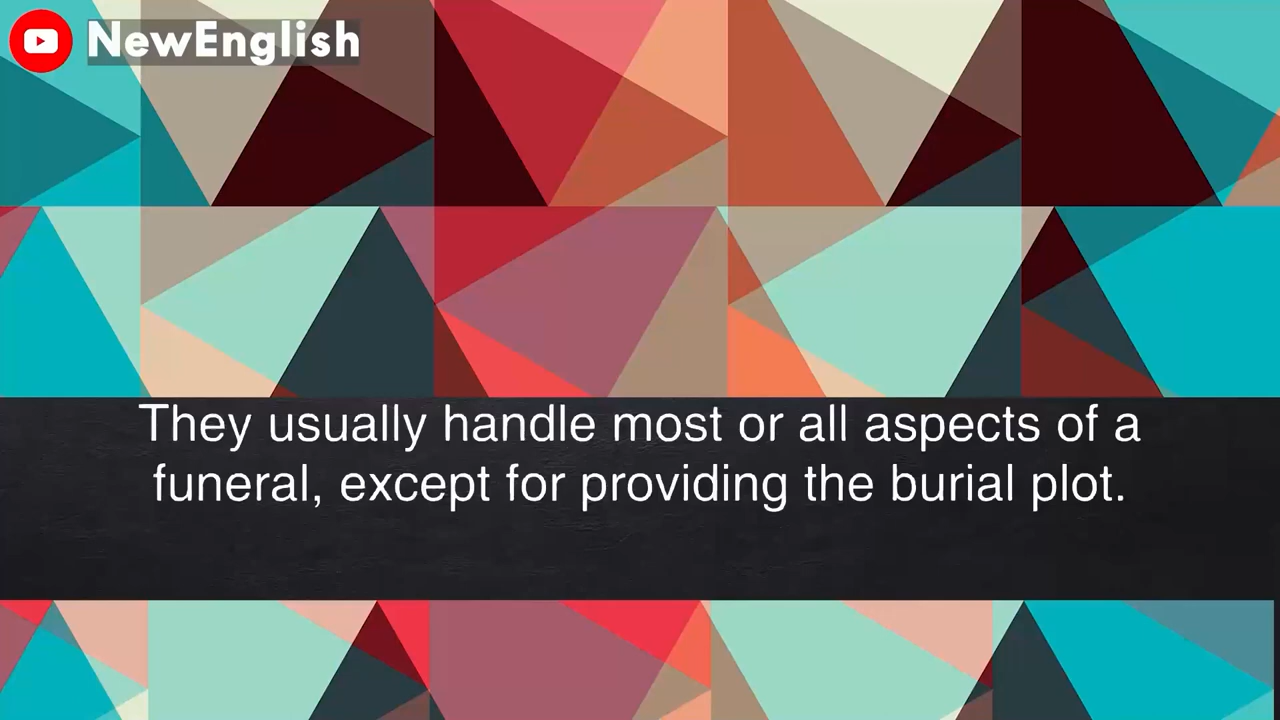 NewEnglish
They usually handle most or all aspects of a
funeral, except for providing the burial plot.